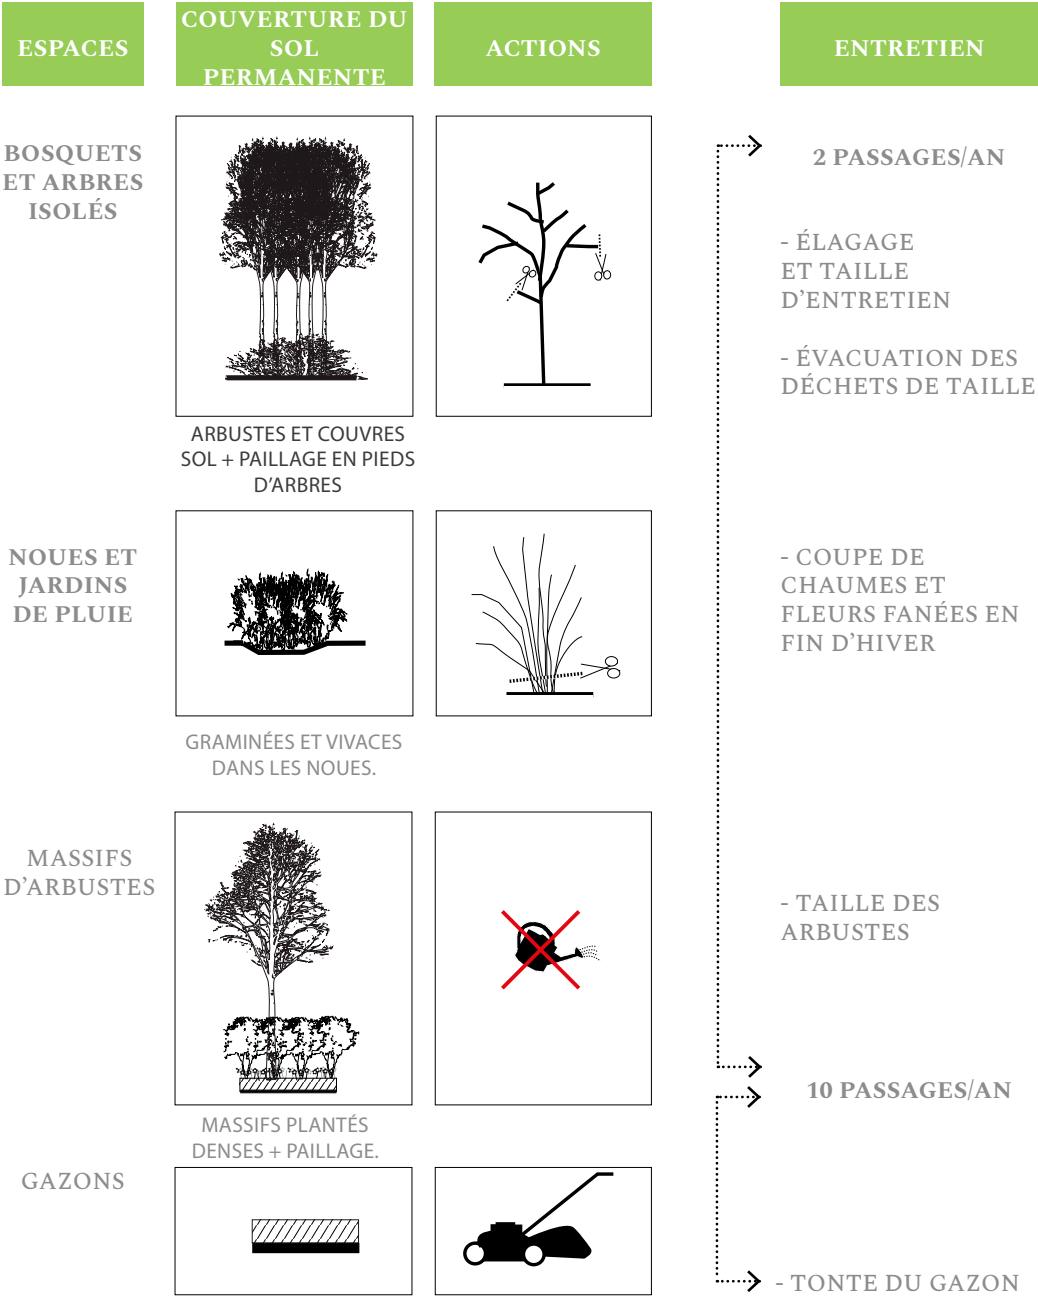 ESPACES
COUVERTURE DU
SOL
PERMANENTE
ACTIONS
ENTRETIEN
BOSQUETS
ET ARBRES
ISOLÉS
ARBUSTES ET COUVRES
SOL + PAILLAGE EN PIEDS
D’ARBRES
2 PASSAGES/AN
- ÉLAGAGE
ET TAILLE
D’ENTRETIEN
- ÉVACUATION DES
DÉCHETS DE TAILLE
NOUES ET
JARDINS
DE PLUIE
GRAMINÉES ET VIVACES
DANS LES NOUES.
- COUPE DE
CHAUMES ET
FLEURS FANÉES EN
FIN D’HIVER
MASSIFS
D’ARBUSTES
MASSIFS PLANTÉS
DENSES + PAILLAGE.
- TAILLE DES
ARBUSTES
10 PASSAGES/AN
GAZONS
- TONTE DU GAZON